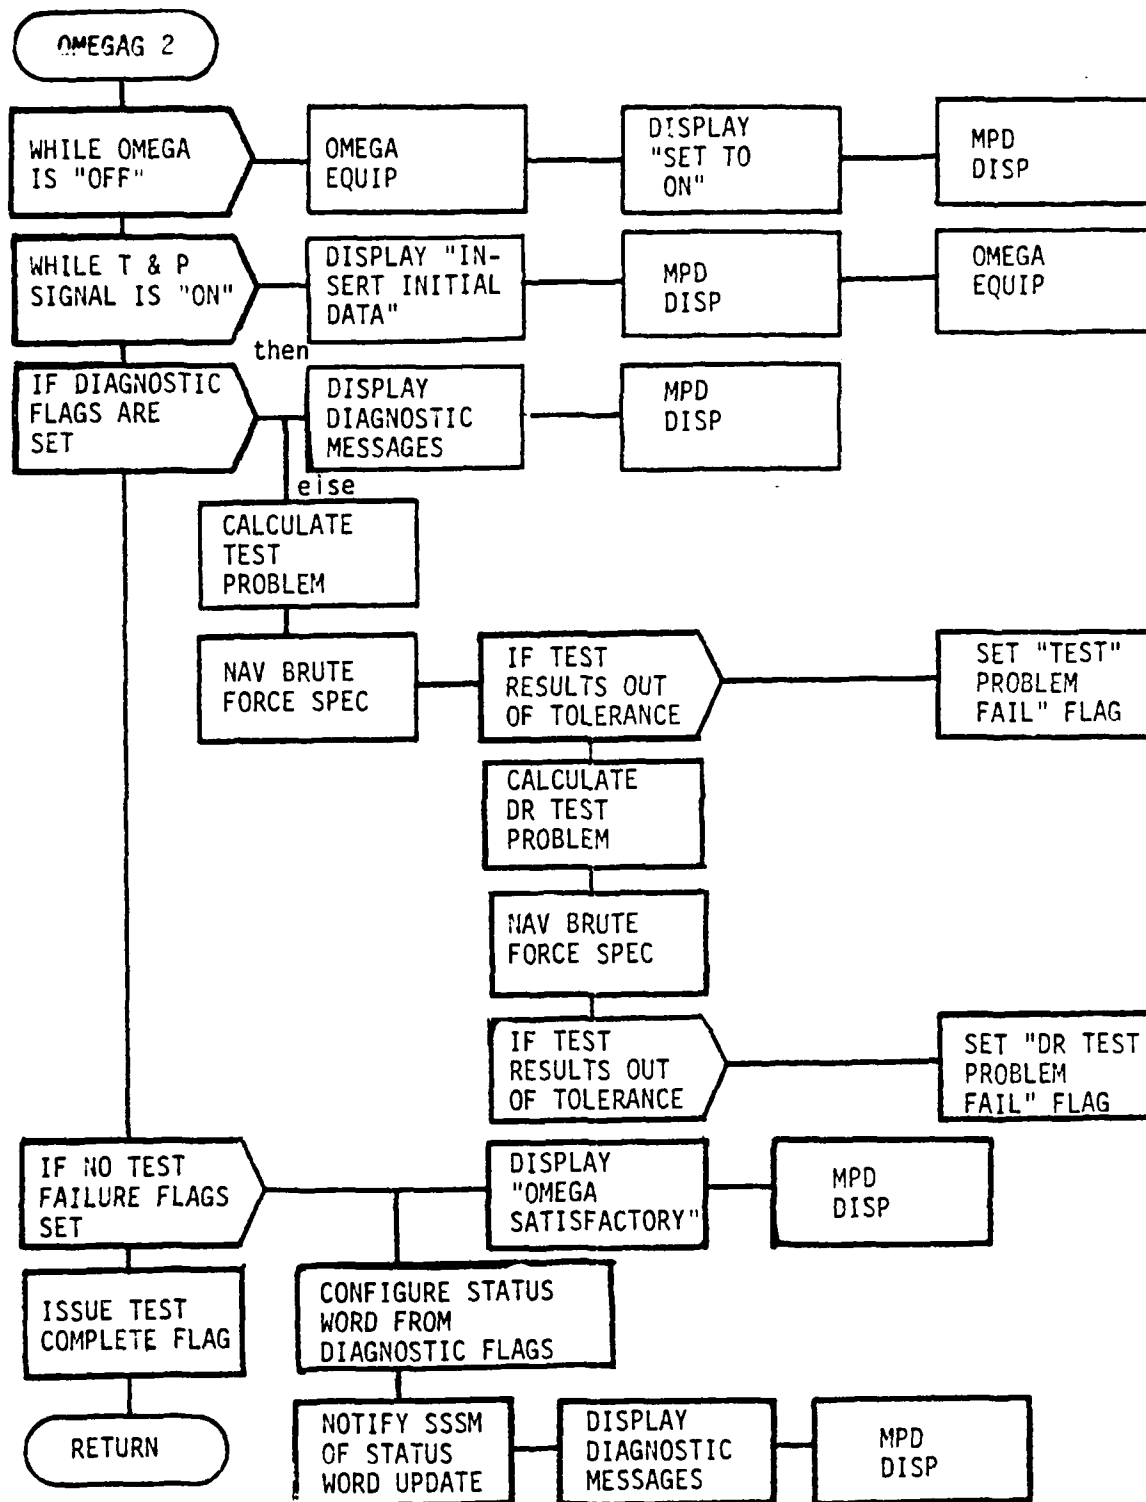 OMEGAG 2
WHILE OMEGA
IS "OFF"
OMEGA
EQUIP
DISPLAY
"SET TO
ON"
MPD
DISP
WHILE T & P
SIGNAL IS "ON"
DISPLAY "IN-
SERT INITIAL
DATA"
MPD
DISP
OMEGA
EQUIP
then
IF DIAGNOSTIC
FLAGS ARE
SET
DISPLAY
DIAGNOSTIC
MESSAGES
MPD
DISP
else
CALCULATE
TEST
PROBLEM
NAV BRUTE
FORCE SPEC
IF TEST
RESULTS OUT
OF TOLERANCE
SET "TEST"
PROBLEM
FAIL" FLAG
CALCULATE
DR TEST
PROBLEM
NAV BRUTE
FORCE SPEC
IF TEST
RESULTS OUT
OF TOLERANCE
SET "DR TEST
PROBLEM
FAIL" FLAG
IF NO TEST
FAILURE FLAGS
SET
DISPLAY
"OMEGA
SATISFACTORY"
MPD
DISP
ISSUE TEST
COMPLETE FLAG
CONFIGURE STATUS
WORD FROM
DIAGNOSTIC FLAGS
RETURN
NOTIFY SSSM
OF STATUS
WORD UPDATE
DISPLAY
DIAGNOSTIC
MESSAGES
MPD
DISP